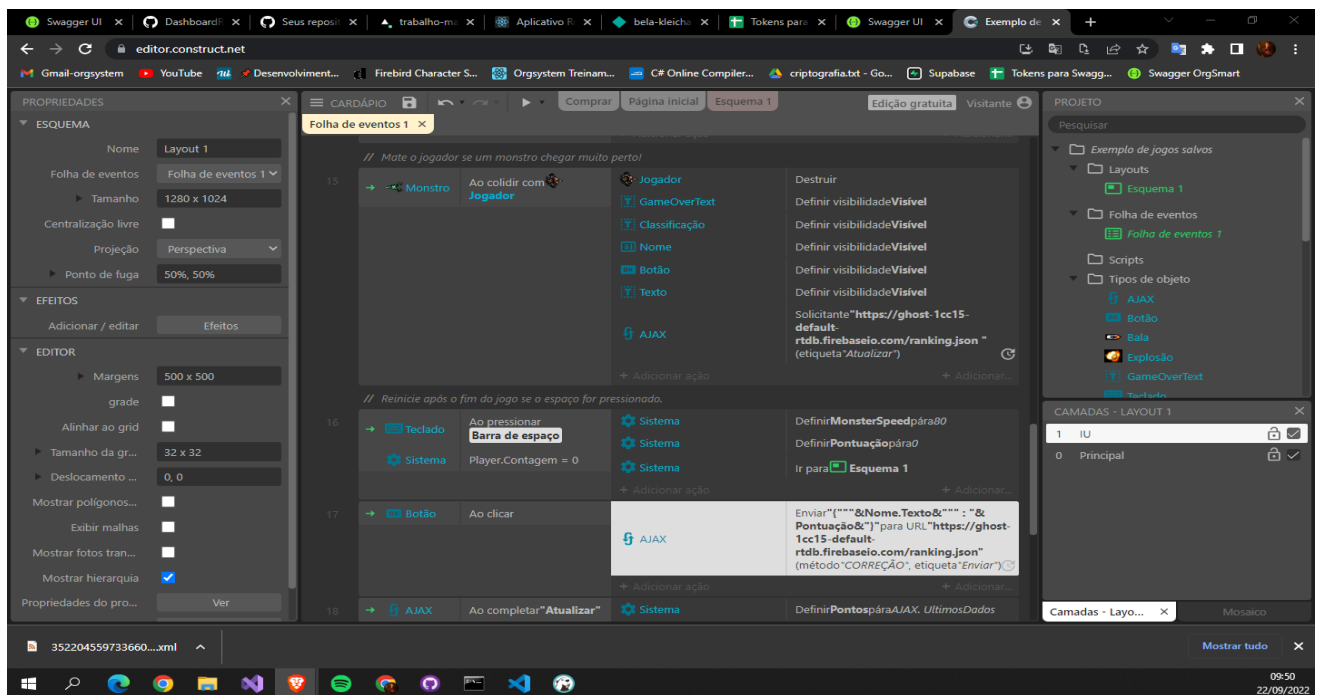 Swagger UI
DashboardF
Seus reposit
trabalho-ma
Aplicativo R
bela-kleicha
Tokens para
Swagger UI
Exemplo de
editor.construct.net
Gmail-orgsystem
YouTube
Desenvolviment...
Firebird Character S...
Orgsystem Treinam...
C# Online Compiler...
criptografia.txt - Go...
Supabase
Tokens para Swagg...
Swagger OrgSmart
PROPRIEDADES
ESQUEMA
Nome Layout 1
Folha de eventos Folha de eventos 1
Tamanho 1280 x 1024
Centralização livre
Projeção Perspectiva
Ponto de fuga 50%, 50%
EFEITOS
Adicionar / editar Efeitos
EDITOR
Margens 500 x 500
grade
Alinhar ao grid
Tamanho da gr... 32 x 32
Deslocamento ... 0, 0
Mostrar polígonos...
Exibir malhas
Mostrar fotos tran...
Mostrar hierarquia
Propriedades do pro... Ver
CARDÁPIO
Comprar
Página inicial
Esquema 1
Edição gratuita
Visitante
Folha de eventos 1
// Mate o jogador se um monstro chegar muito perto!
15
Monstro
Ao colidir com
Jogador
Jogador Destruir
GameOverText Definir visibilidadeVisível
Classificação Definir visibilidadeVisível
Nome Definir visibilidadeVisível
Botão Definir visibilidadeVisível
Texto Definir visibilidadeVisível
AJAX
Solicitante"https://ghost-1cc15-
default-
rtdb.firebaseio.com/ranking.json "
(etiqueta"Atualizar")
+ Adicionar ação
+ Adicionar...
// Reinicie após o fim do jogo se o espaço for pressionado.
16
Teclado
Ao pressionar
Barra de espaço
Sistema Player.Contagem = 0
Sistema DefinirMonsterSpeedpára80
Sistema DefinirPontuaçãopára0
Sistema Ir para Esquema 1
+ Adicionar ação
+ Adicionar...
17
Botão Ao clicar
AJAX
Enviar"{"""&Nome.Texto&""" : "&
Pontuação&"}"para URL"https://ghost-
1cc15-default-
rtdb.firebaseio.com/ranking.json"
(método"CORREÇÃO", etiqueta"Enviar")
+ Adicionar ação
+ Adicionar...
18
AJAX Ao completar"Atualizar"
Sistema DefinirPontospáraAJAX. UltimosDados
PROJETO
Pesquisar
Exemplo de jogos salvos
Layouts
Esquema 1
Folha de eventos
Folha de eventos 1
Scripts
Tipos de objeto
AJAX
Botão
Bala
Explosão
GameOverText
Teclado
CAMADAS - LAYOUT 1
1 IU
0 Principal
Camadas - Layo...
Mosaico
352204559733660....xml
Mostrar tudo
09:50
22/09/2022